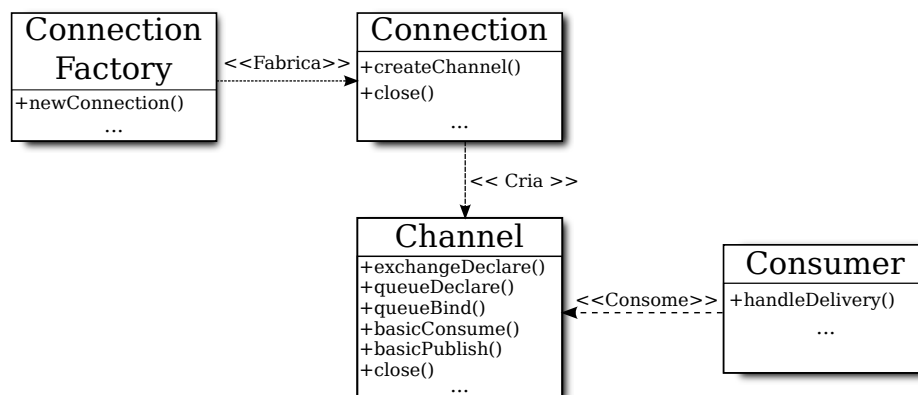 Connection
Factory
+newConnection()
...
<<Fabrica>>
Connection
+createChannel()
+close()
...
<< Cria >>
Channel
+exchangeDeclare()
+queueDeclare()
+queueBind()
+basicConsume()
+basicPublish()
+close()
...
<<Consome>>
Consumer
+handleDelivery()
...